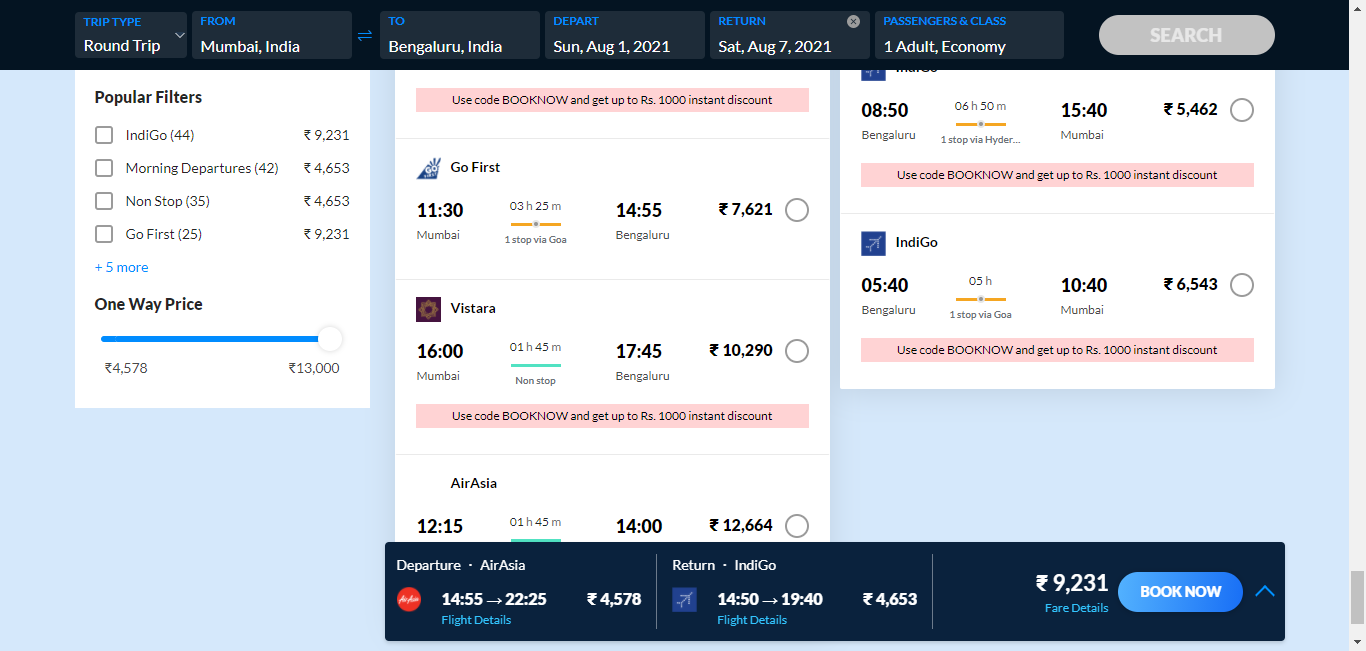 TRIP TYPE
Round Trip
FROM
Mumbai, India
TO
Bengaluru, India
DEPART
Sun, Aug 1, 2021
RETURN
Sat, Aug 7, 2021
PASSENGERS & CLASS
1 Adult, Economy
SEARCH
Popular Filters
IndiGo (44) ₹ 9,231
Morning Departures (42) ₹ 4,653
Non Stop (35) ₹ 4,653
Go First (25) ₹ 9,231
+ 5 more
One Way Price
₹4,578 ₹13,000
Use code BOOKNOW and get up to Rs. 1000 instant discount
Go First
11:30 03 h 25 m 14:55 ₹ 7,621
Mumbai 1 stop via Goa Bengaluru
Vistara
16:00 01 h 45 m 17:45 ₹ 10,290
Mumbai Non stop Bengaluru
Use code BOOKNOW and get up to Rs. 1000 instant discount
AirAsia
12:15 01 h 45 m 14:00 ₹ 12,664
IndiGo
08:50 06 h 50 m 15:40 ₹ 5,462
Bengaluru 1 stop via Hyder... Mumbai
Use code BOOKNOW and get up to Rs. 1000 instant discount
IndiGo
05:40 05 h 10:40 ₹ 6,543
Bengaluru 1 stop via Goa Mumbai
Use code BOOKNOW and get up to Rs. 1000 instant discount
Departure · AirAsia
AirAsia
14:55 → 22:25 ₹ 4,578
Flight Details
Return · IndiGo
14:50 → 19:40 ₹ 4,653
Flight Details
₹ 9,231
Fare Details
BOOK NOW